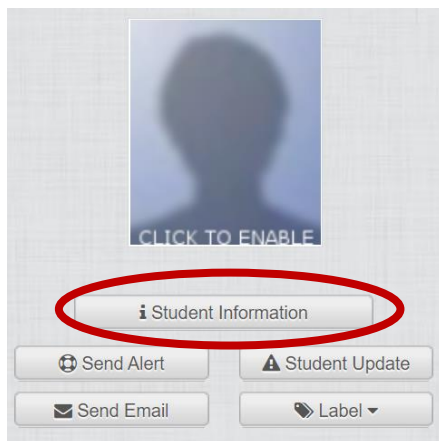 CLICK TO ENABLE
Student Information
Send Alert
Student Update
Send Email
Label